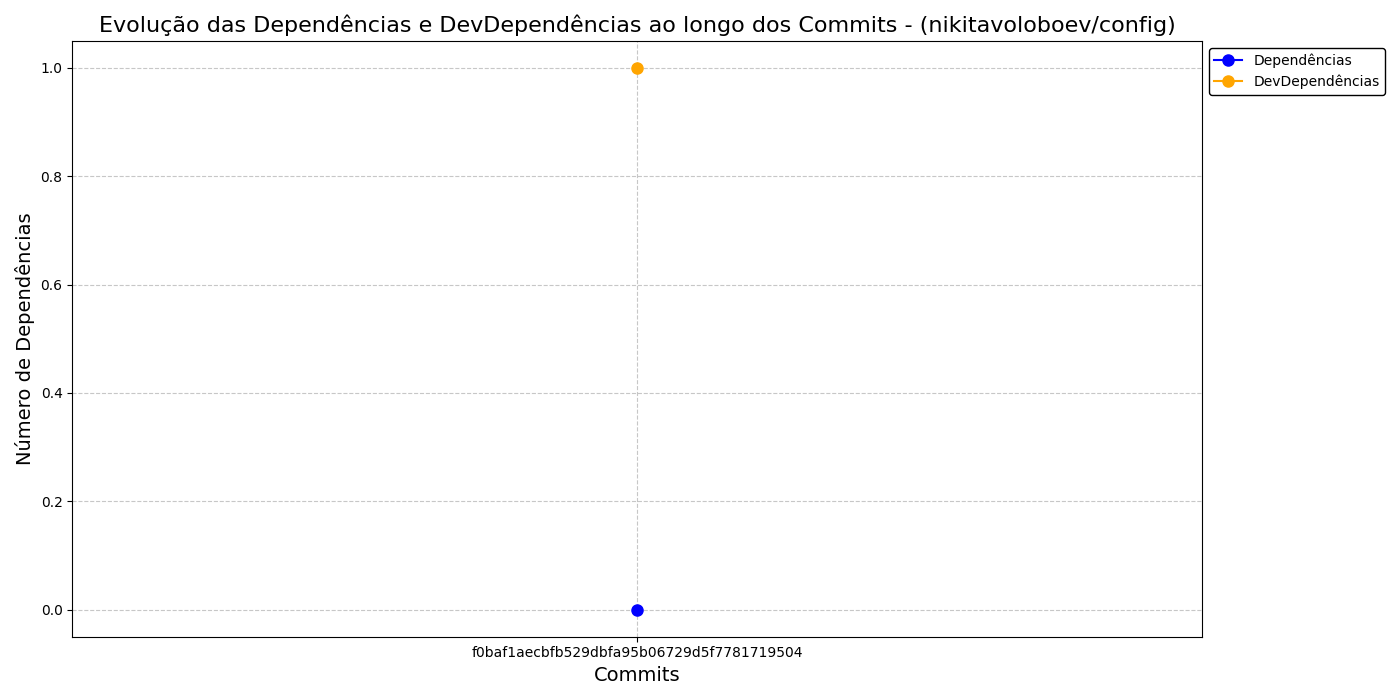 Evolução das Dependências e DevDependências ao longo dos Commits - (nikitavoloboev/config)
Dependências
DevDependências
Número de Dependências
1.0
0.8
0.6
0.4
0.2
0.0
f0baf1aecbfb529dbfa95b06729d5f7781719504
Commits